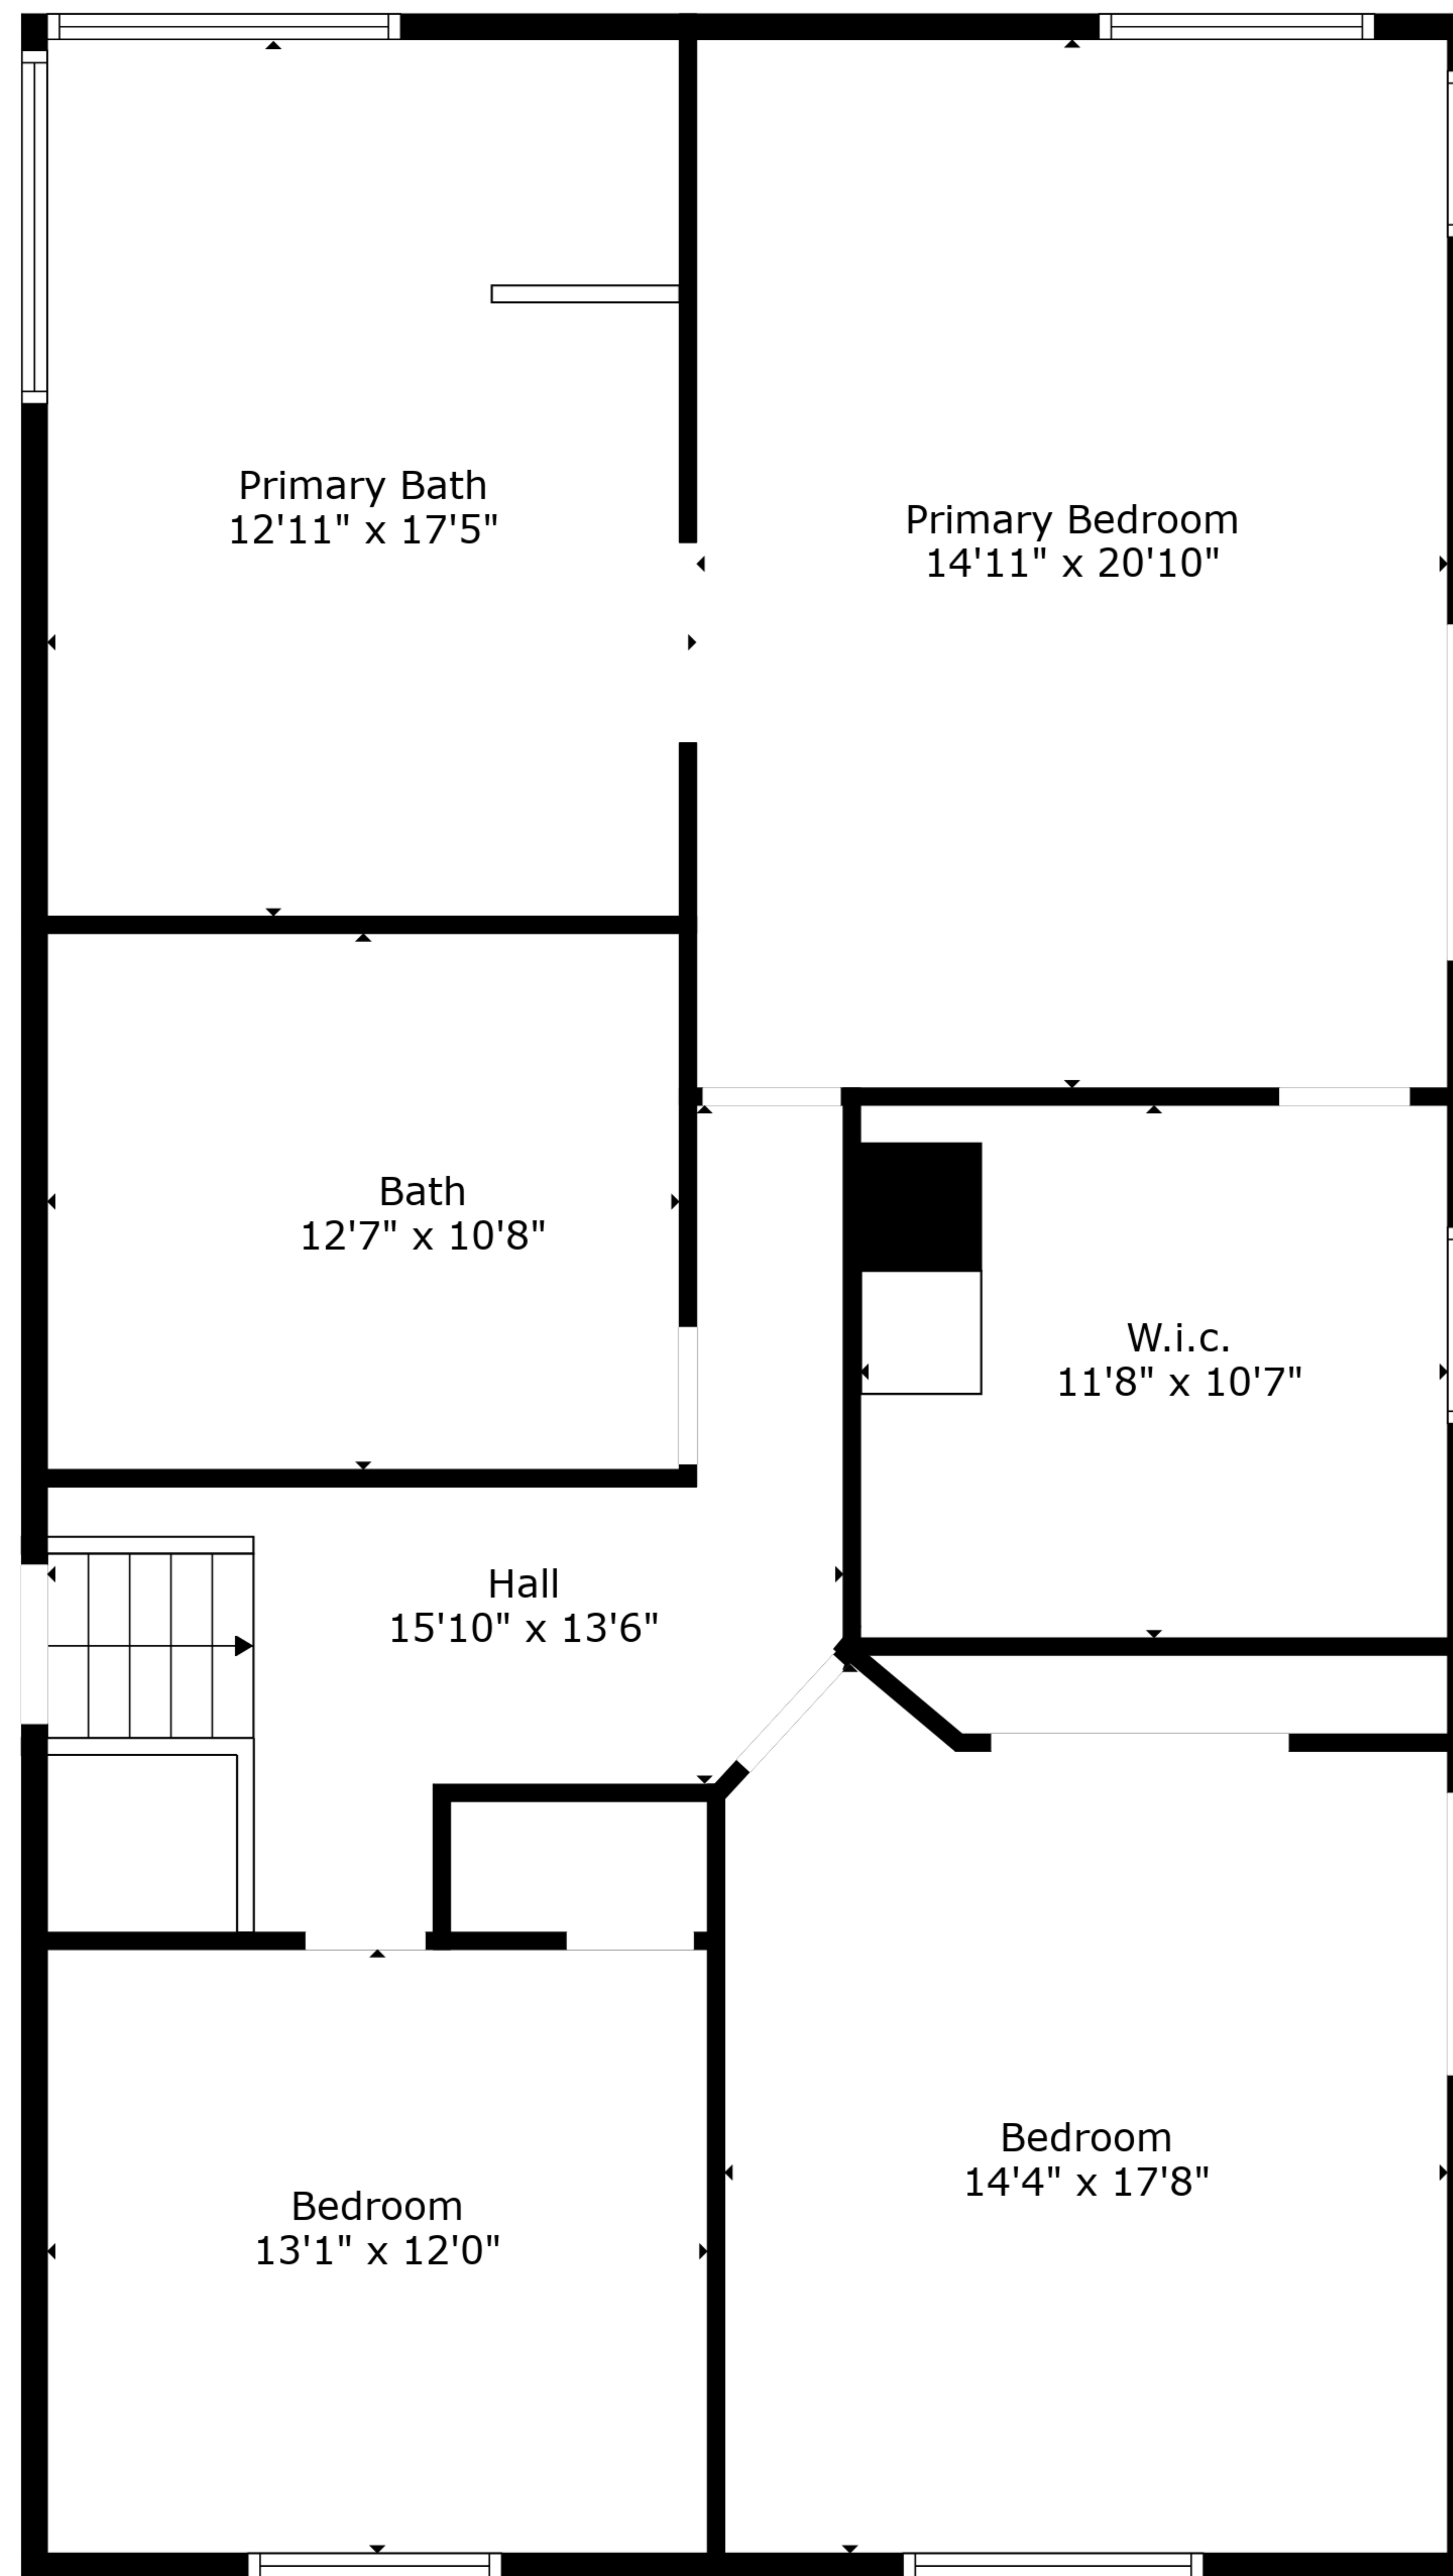 Primary Bath
12'11" x 17'5"
Primary Bedroom
14'11" x 20'10"
Bath
12'7" x 10'8"
W.i.c.
11'8" x 10'7"
Hall
15'10" x 13'6"
Bedroom
14'4" x 17'8"
Bedroom
13'1" x 12'0"